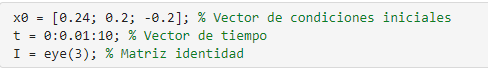 x0 = [0.24; 0.2; -0.2]; % Vector de condiciones iniciales
t = 0:0.01:10; % Vector de tiempo
I = eye(3); % Matriz identidad